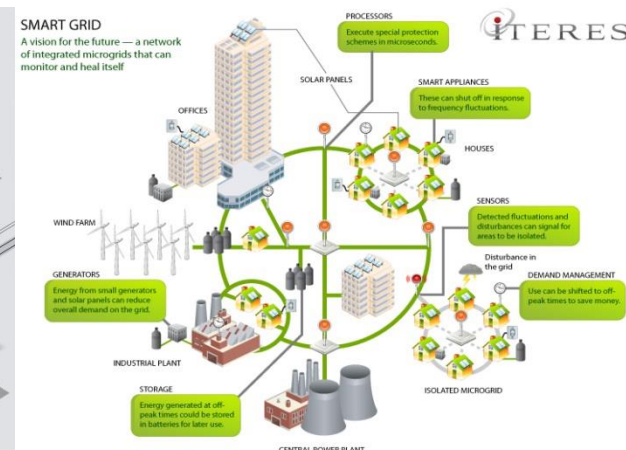 SMART GRID
A vision for the future — a network
of integrated microgrids that can
monitor and heal itself
ITERES
PROCESSORS
Execute special protection
schemes in microseconds.
SOLAR PANELS
SMART APPLIANCES
These can shut off in response
to frequency fluctuations.
OFFICES
HOUSES
SENSORS
Detected fluctuations and
disturbances can signal for
areas to be isolated.
WIND FARM
Disturbance in
the grid
DEMAND MANAGEMENT
Use can be shifted to off-
peak times to save money.
GENERATORS
Energy from small generators
and solar panels can reduce
overall demand on the grid.
INDUSTRIAL PLANT
ISOLATED MICROGRID
STORAGE
Energy generated at off-
peak times could be stored
in batteries for later use.
CENTRAL POWER PLANT